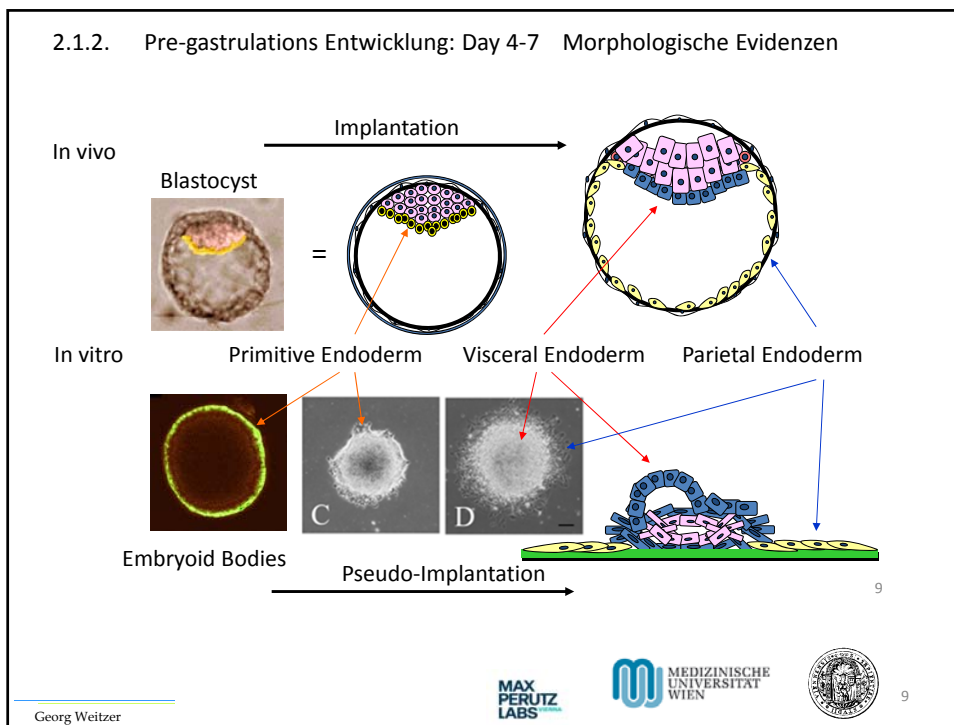 2.1.2. Pre-gastrulations Entwicklung: Day 4-7 Morphologische Evidenzen
Implantation
In vivo
Blastocyst
=
In vitro
Primitive Endoderm Visceral Endoderm Parietal Endoderm
C D
Embryoid Bodies
Pseudo-Implantation
9
MAX
PERUTZ
LABS VIENNA
MEDIZINISCHE
UNIVERSITÄT
WIEN
9
Georg Weitzer